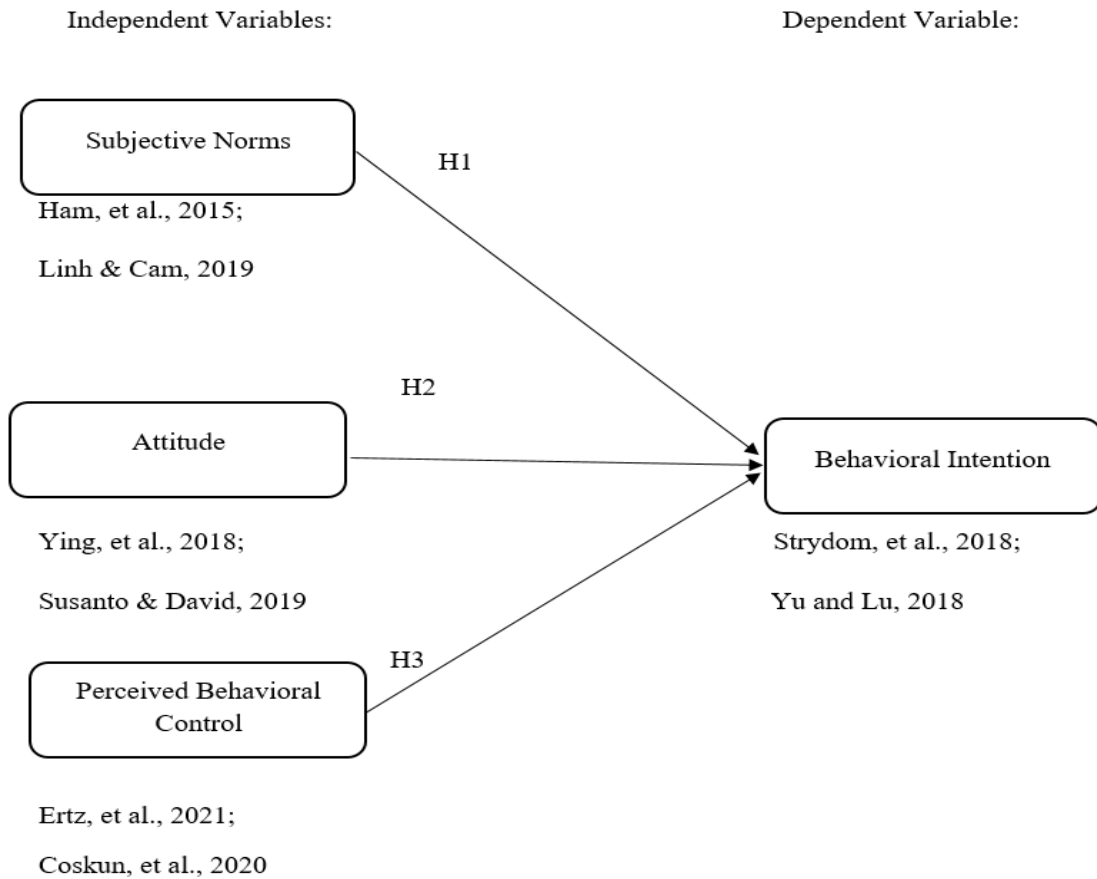 Independent Variables:
Dependent Variable:
Subjective Norms
H1
Ham, et al., 2015;
Linh & Cam, 2019
H2
Attitude
Behavioral Intention
Ying, et al., 2018;
Susanto & David, 2019
Strydom, et al., 2018;
Yu and Lu, 2018
H3
Perceived Behavioral
Control
Ertz, et al., 2021;
Coskun, et al., 2020